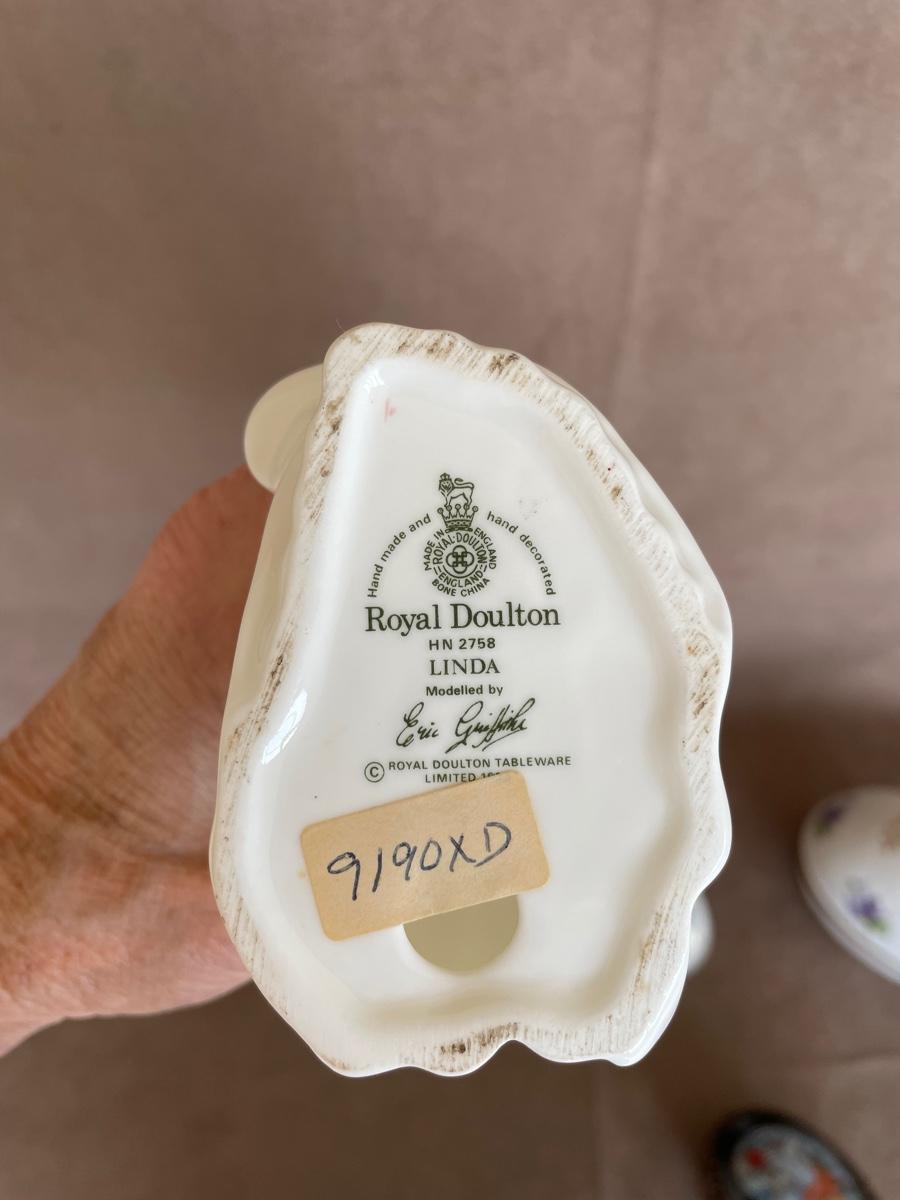 Hand made and hand decorated
MADE IN ENGLAND
ROYAL·DOULTON
ENGLAND
BONE CHINA
Royal Doulton
HN 2758
LINDA
Modelled by
Eric Griffiths
© ROYAL DOULTON TABLEWARE
LIMITED
9190XD